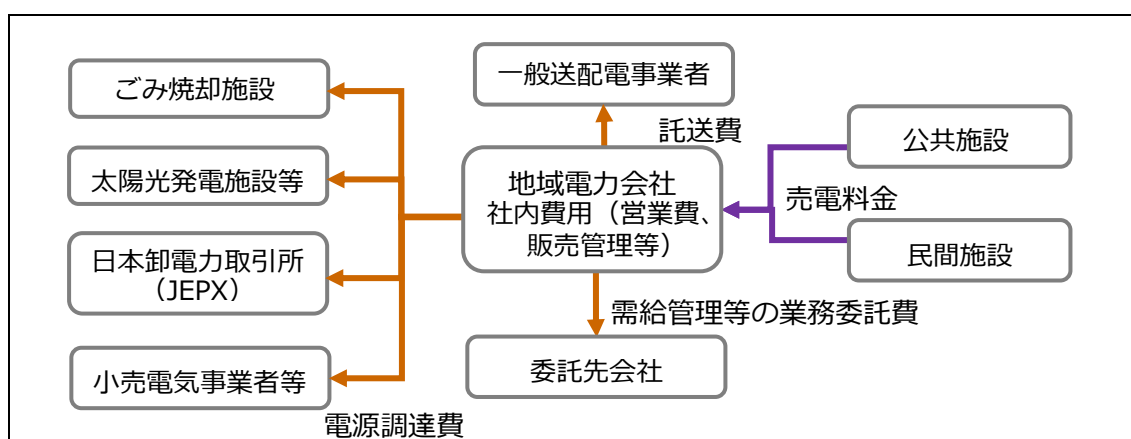 ごみ焼却施設
太陽光発電施設等
日本卸電力取引所
（JEPX）
小売電気事業者等
電源調達費
一般送配電事業者
託送費
地域電力会社
社内費用（営業費、
販売管理等）
需給管理等の業務委託費
委託先会社
公共施設
売電料金
民間施設